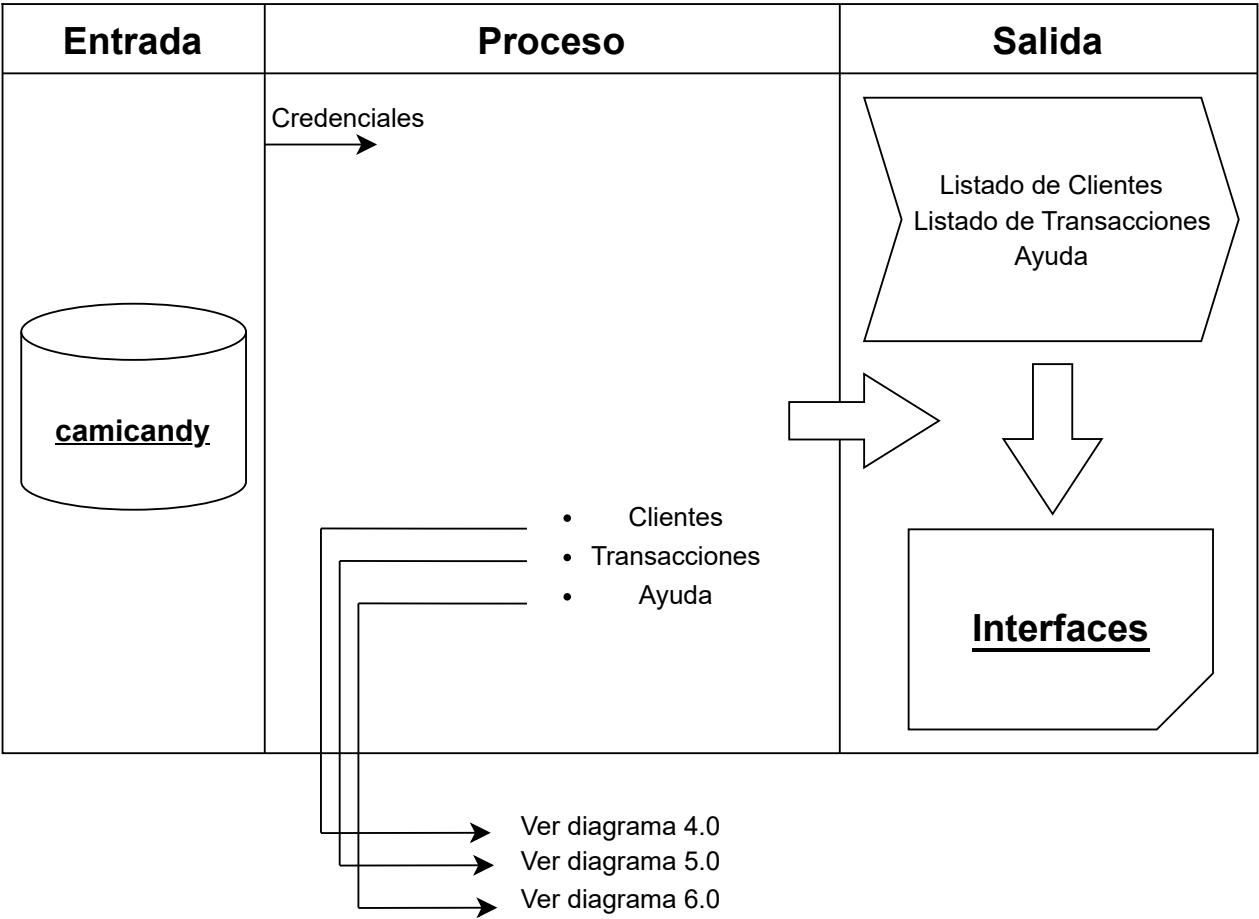 Entrada
Proceso
Salida
Credenciales
Listado de Clientes
Listado de Transacciones
Ayuda
camicandy
• Clientes
• Transacciones
• Ayuda
Interfaces
Ver diagrama 4.0
Ver diagrama 5.0
Ver diagrama 6.0